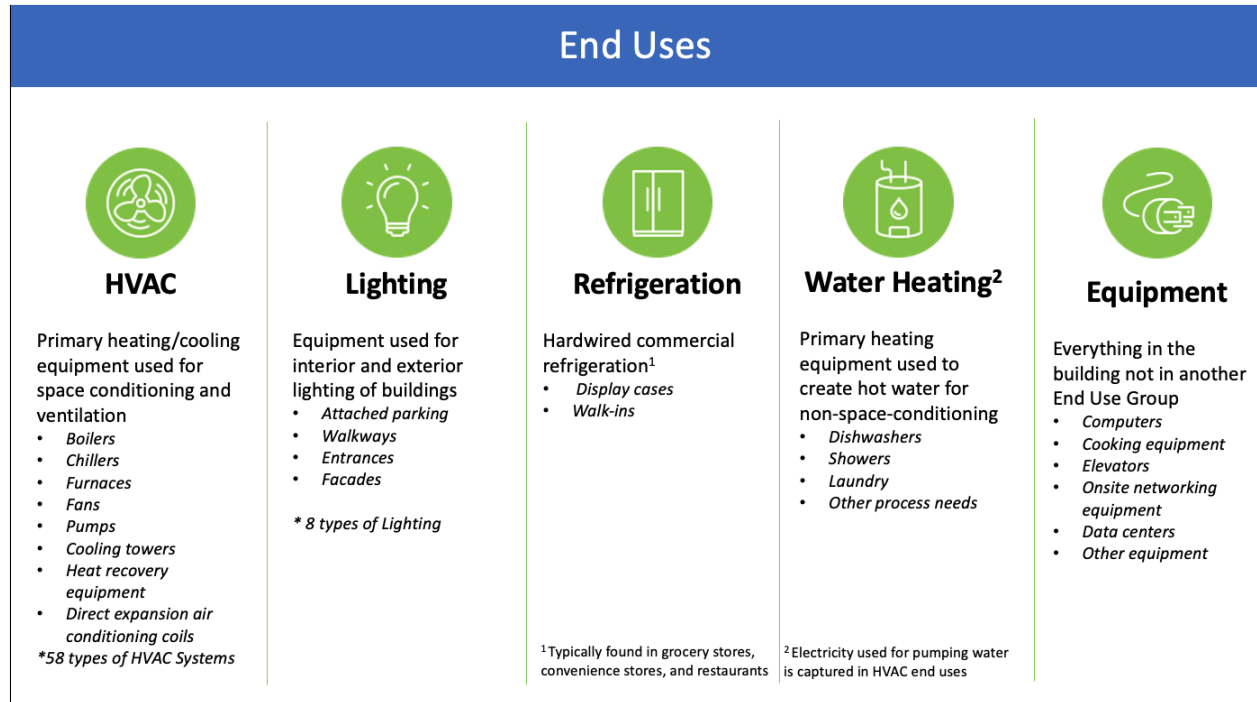 End Uses
HVAC
Primary heating/cooling
equipment used for
space conditioning and
ventilation
• Boilers
• Chillers
• Furnaces
• Fans
• Pumps
• Cooling towers
• Heat recovery
equipment
• Direct expansion air
conditioning coils
*58 types of HVAC Systems
Lighting
Equipment used for
interior and exterior
lighting of buildings
• Attached parking
• Walkways
• Entrances
• Facades
* 8 types of Lighting
Refrigeration
Hardwired commercial
refrigeration¹
• Display cases
• Walk-ins
¹ Typically found in grocery stores,
convenience stores, and restaurants
Water Heating²
Primary heating
equipment used to
create hot water for
non-space-conditioning
• Dishwashers
• Showers
• Laundry
• Other process needs
² Electricity used for pumping water
is captured in HVAC end uses
Equipment
Everything in the
building not in another
End Use Group
• Computers
• Cooking equipment
• Elevators
• Onsite networking
equipment
• Data centers
• Other equipment